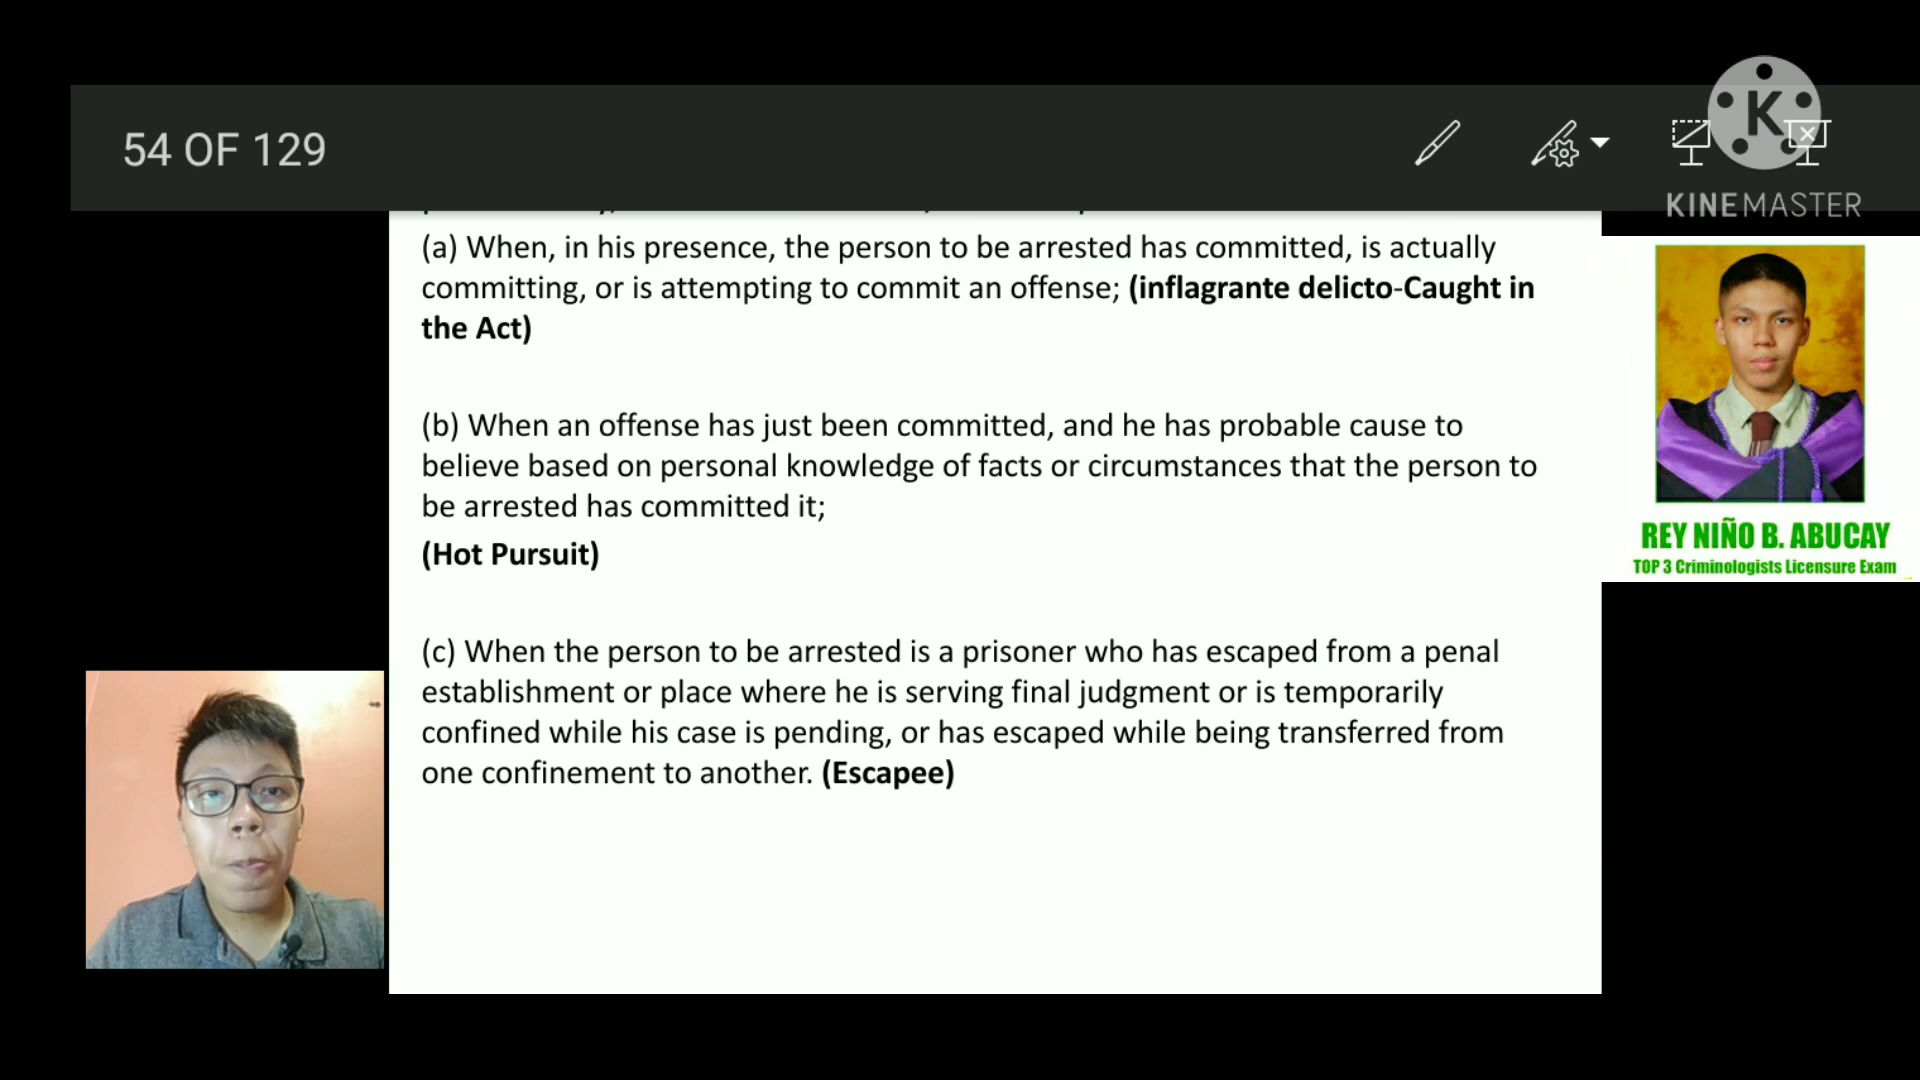 54 OF 129
K
KINEMASTER
(a) When, in his presence, the person to be arrested has committed, is actually
committing, or is attempting to commit an offense; (inflagrante delicto-Caught in
the Act)
(b) When an offense has just been committed, and he has probable cause to
believe based on personal knowledge of facts or circumstances that the person to
be arrested has committed it;
(Hot Pursuit)
(c) When the person to be arrested is a prisoner who has escaped from a penal
establishment or place where he is serving final judgment or is temporarily
confined while his case is pending, or has escaped while being transferred from
one confinement to another. (Escapee)
REY NIÑO B. ABUCAY
TOP 3 Criminologists Licensure Exam